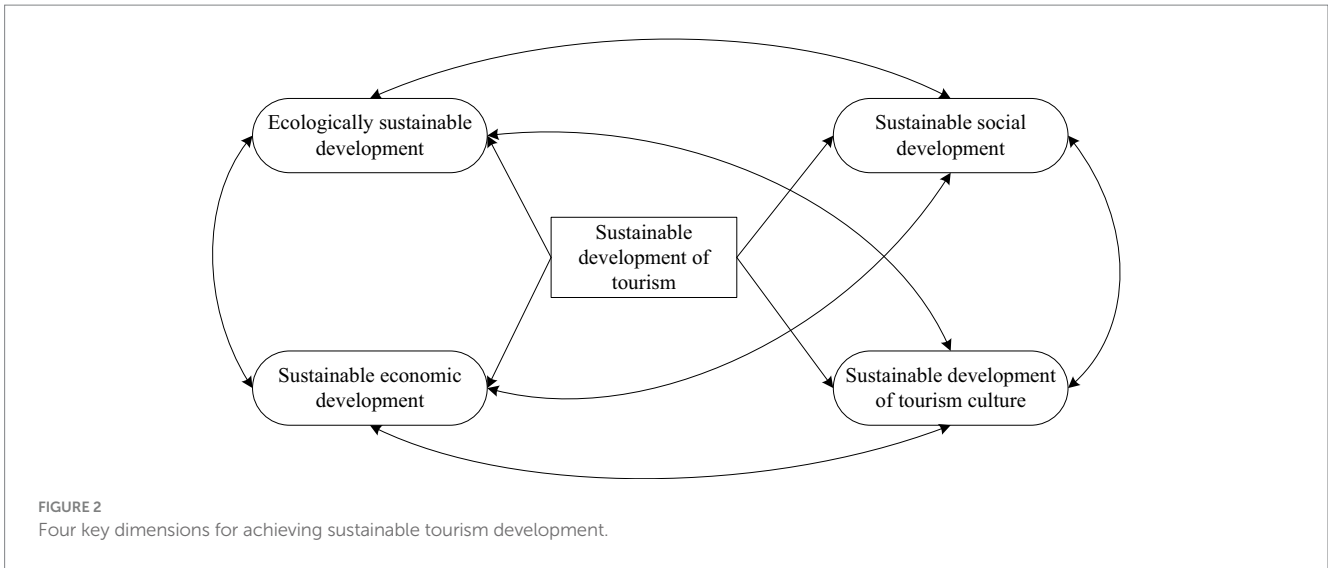 Ecologically sustainable
development
Sustainable social
development
Sustainable
development of
tourism
Sustainable economic
development
Sustainable development
of tourism culture
FIGURE 2
Four key dimensions for achieving sustainable tourism development.